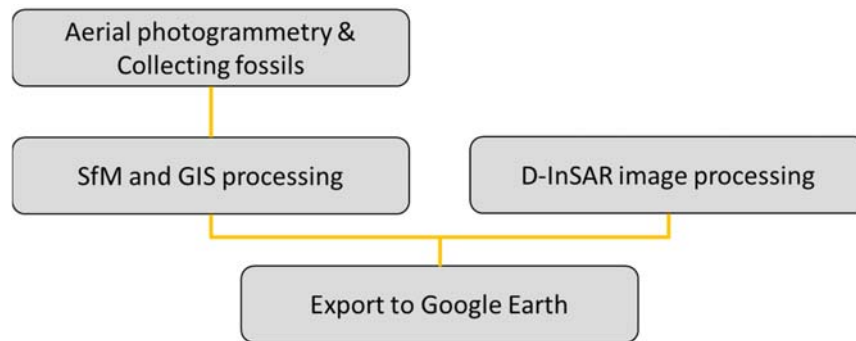 Aerial photogrammetry &
Collecting fossils
SfM and GIS processing
D-InSAR image processing
Export to Google Earth